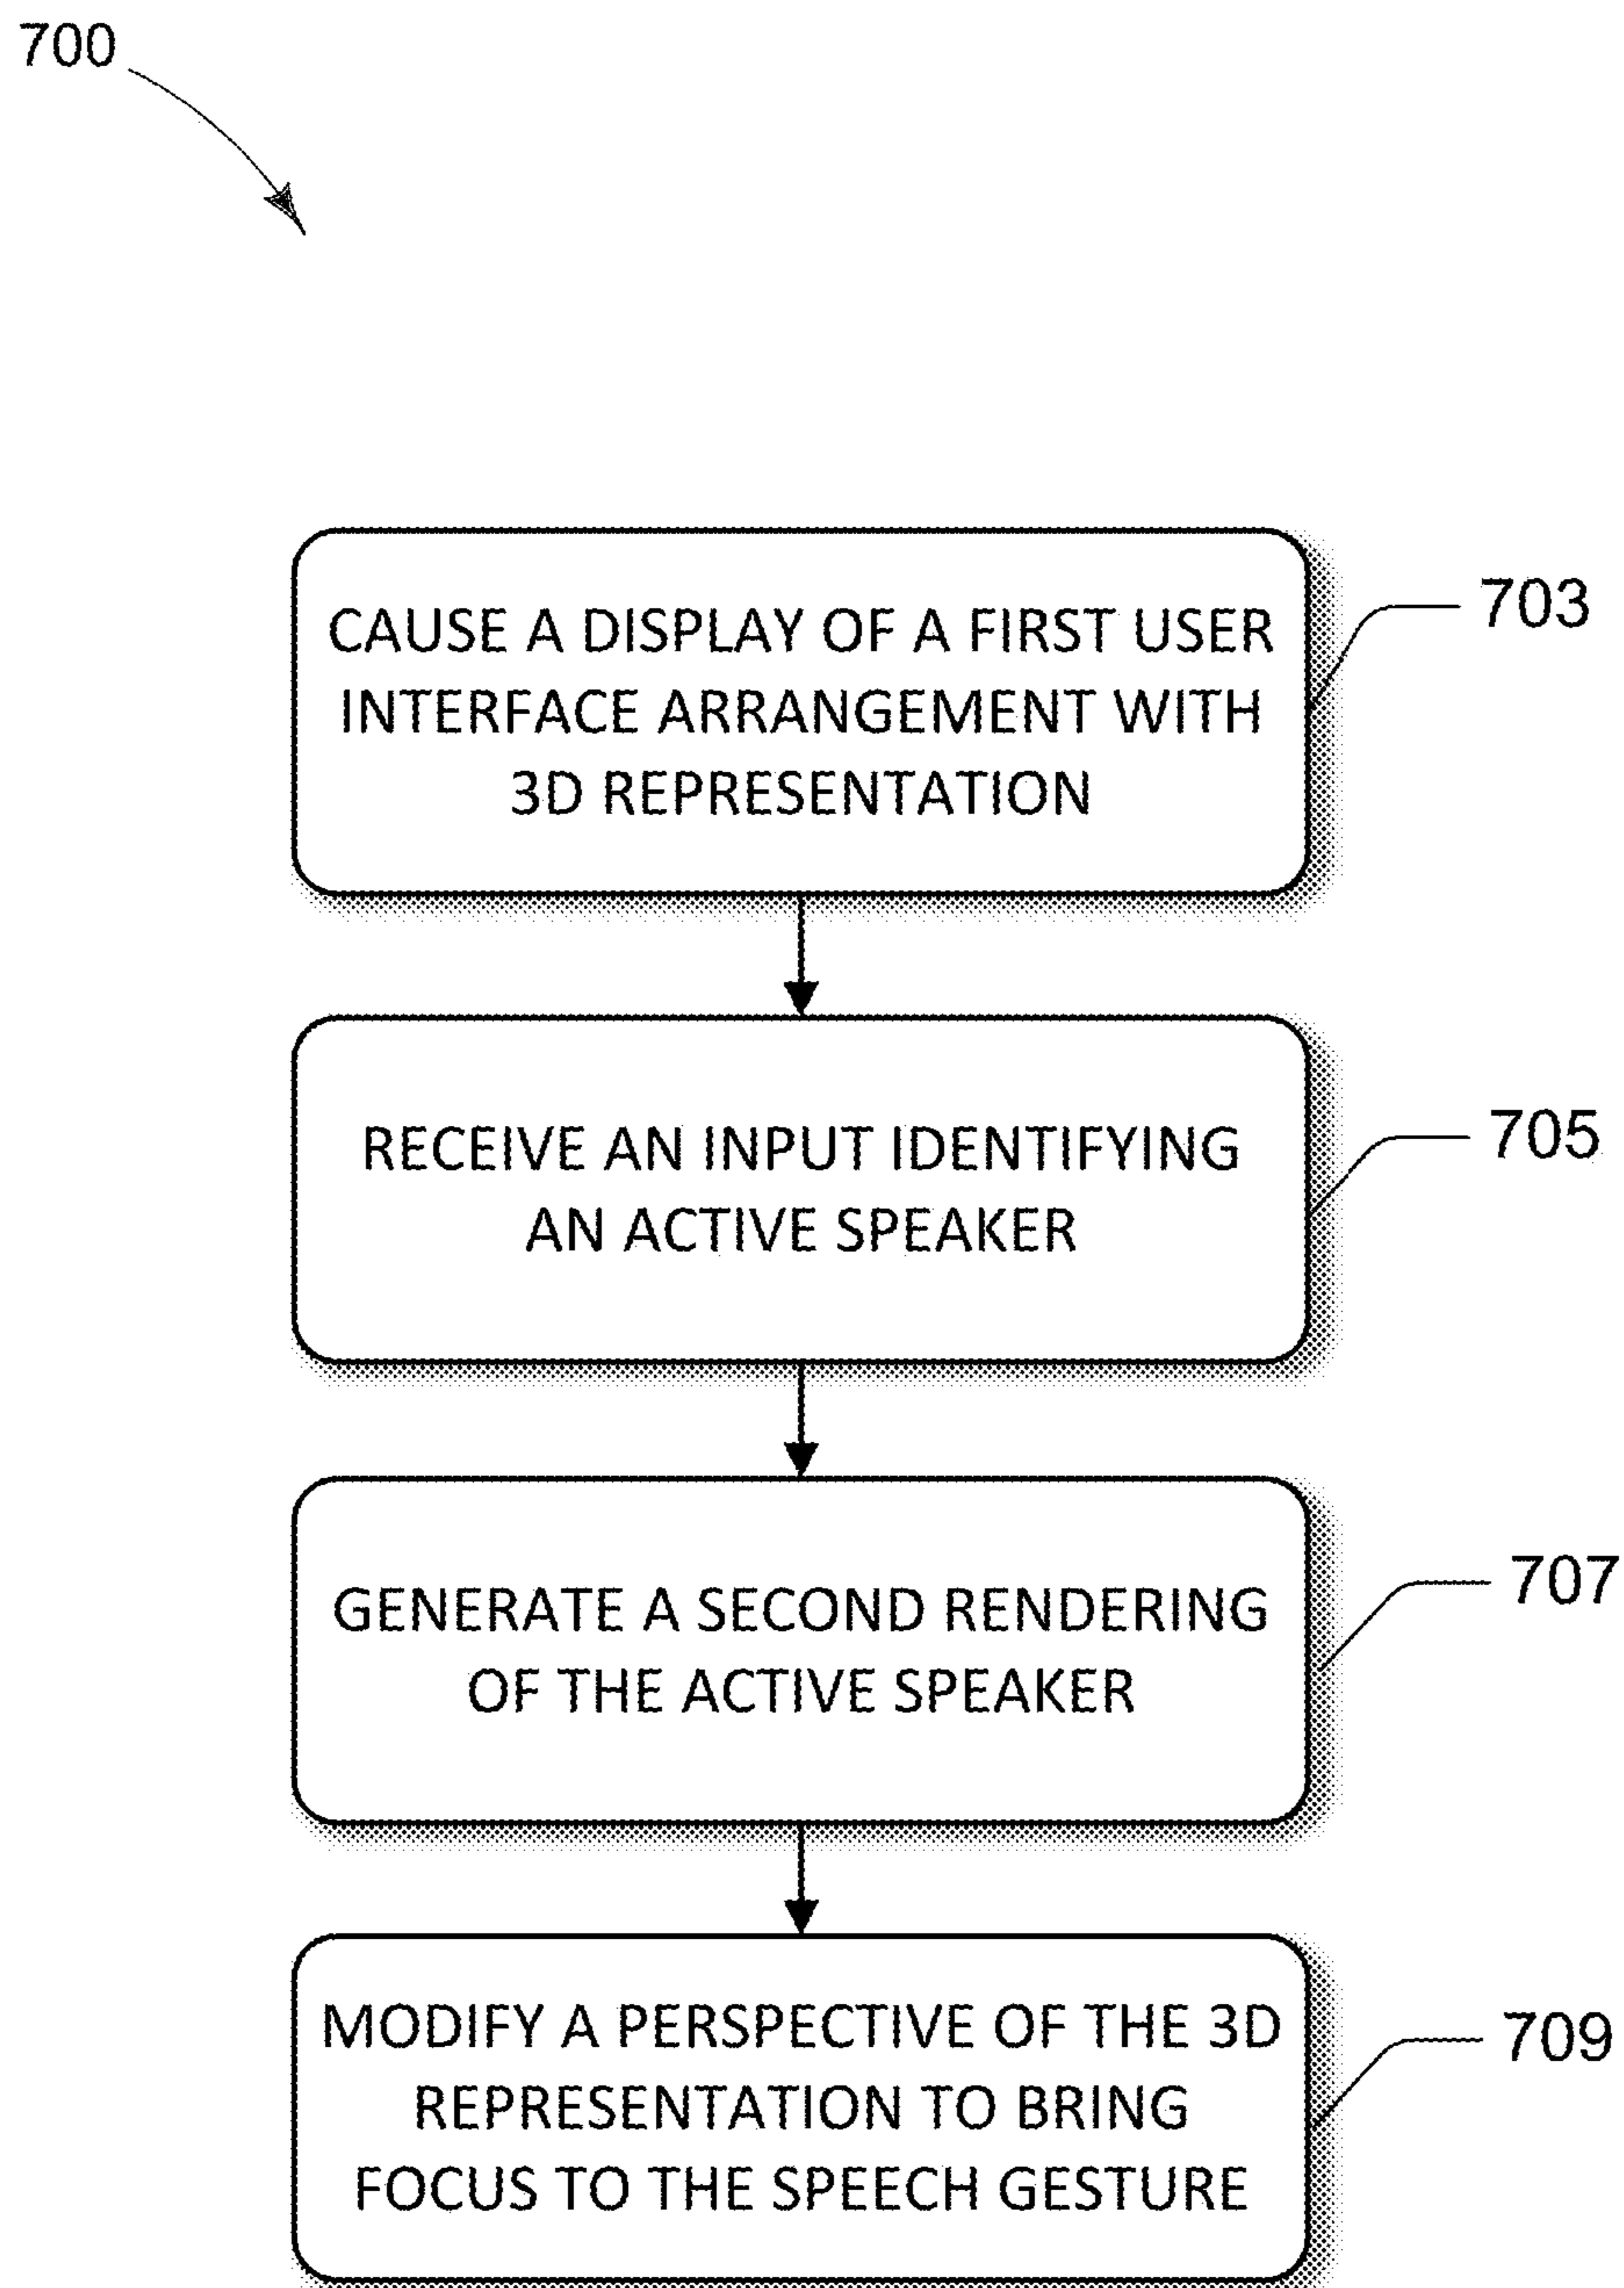 700
CAUSE A DISPLAY OF A FIRST USER
INTERFACE ARRANGEMENT WITH
3D REPRESENTATION
703
RECEIVE AN INPUT IDENTIFYING
AN ACTIVE SPEAKER
705
GENERATE A SECOND RENDERING
OF THE ACTIVE SPEAKER
707
MODIFY A PERSPECTIVE OF THE 3D
REPRESENTATION TO BRING
FOCUS TO THE SPEECH GESTURE
709